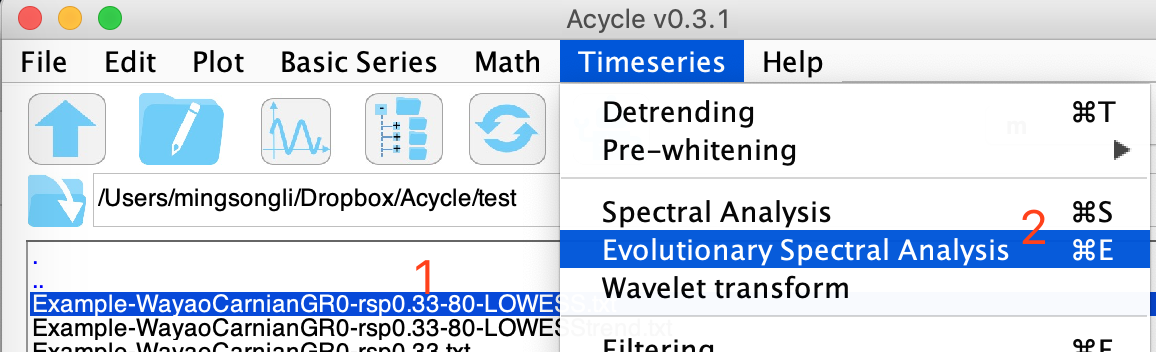 Acycle v0.3.1
File Edit Plot Basic Series Math Timeseries Help
Detrending ⌘T
Pre-whitening
/Users/mingsongli/Dropbox/Acycle/test
Spectral Analysis ⌘S
2
Evolutionary Spectral Analysis ⌘E
.
1
..
Wavelet transform
Example-WayaoCarnianGR0-rsp0.33-80-LOWESS.txt
Example-WayaoCarnianGR0-rsp0.33-80-LOWESStrend.txt
Example-WayaoCarnianGR0-rsp0.33.txt
Filtering ⌘F